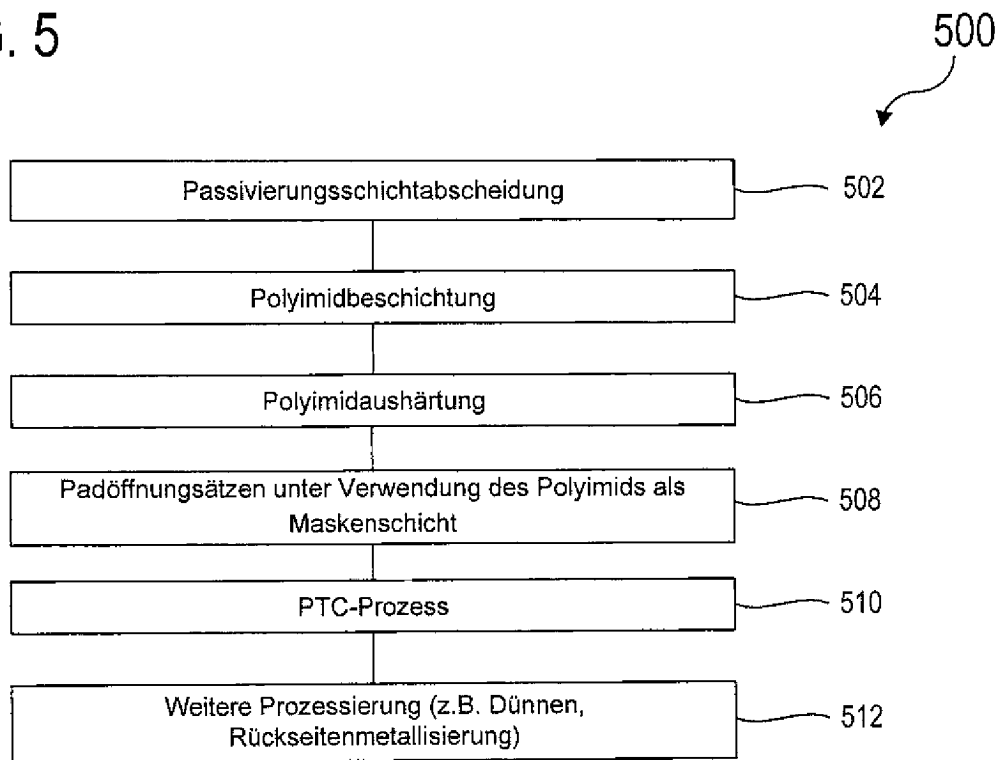 . 5
500
Passivierungsschichtabscheidung
502
Polyimidbeschichtung
504
Polyimidaushärtung
506
Padöffnungsätzen unter Verwendung des Polyimids als
Maskenschicht
508
PTC-Prozess
510
Weitere Prozessierung (z.B. Dünnen,
Rückseitenmetallisierung)
512